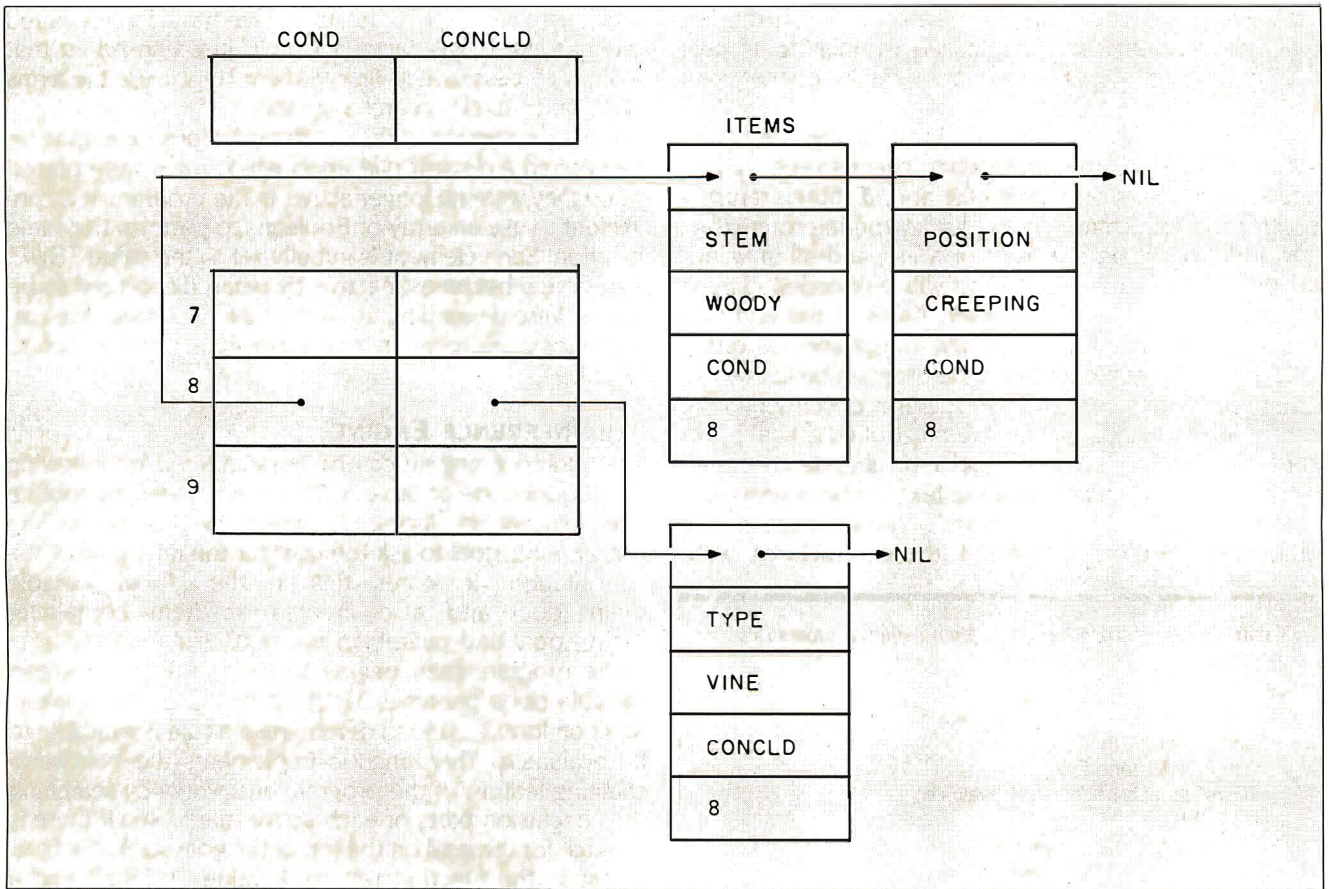 COND CONCLD
ITEMS
NIL
STEM
POSITION
7
WOODY
CREEPING
8
COND
COND
8
8
9
NIL
TYPE
VINE
CONCLD
8